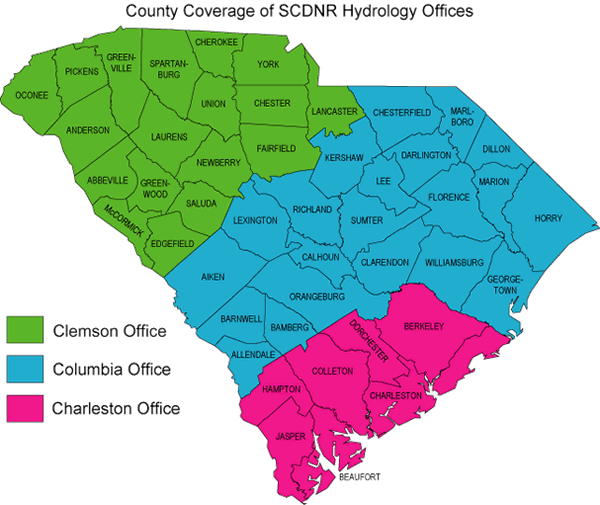 County Coverage of SCDNR Hydrology Offices
CHEROKEE
GREEN-
VILLE
SPARTAN-
BURG
YORK
PICKENS
OCONEE
UNION
CHESTER
LANCASTER
CHESTERFIELD
MARL-
BORO
ANDERSON
LAURENS
FAIRFIELD
KERSHAW
DARLINGTON
DILLON
NEWBERRY
ABBEVILLE
GREEN-
WOOD
LEE
MARION
SALUDA
FLORENCE
McCORMICK
LEXINGTON
RICHLAND
SUMTER
HORRY
EDGEFIELD
CALHOUN
CLARENDON
WILLIAMSBURG
AIKEN
GEORGE-
TOWN
ORANGEBURG
BARNWELL
BAMBERG
DORCHESTER
BERKELEY
ALLENDALE
COLLETON
HAMPTON
CHARLESTON
JASPER
BEAUFORT
Clemson Office
Columbia Office
Charleston Office